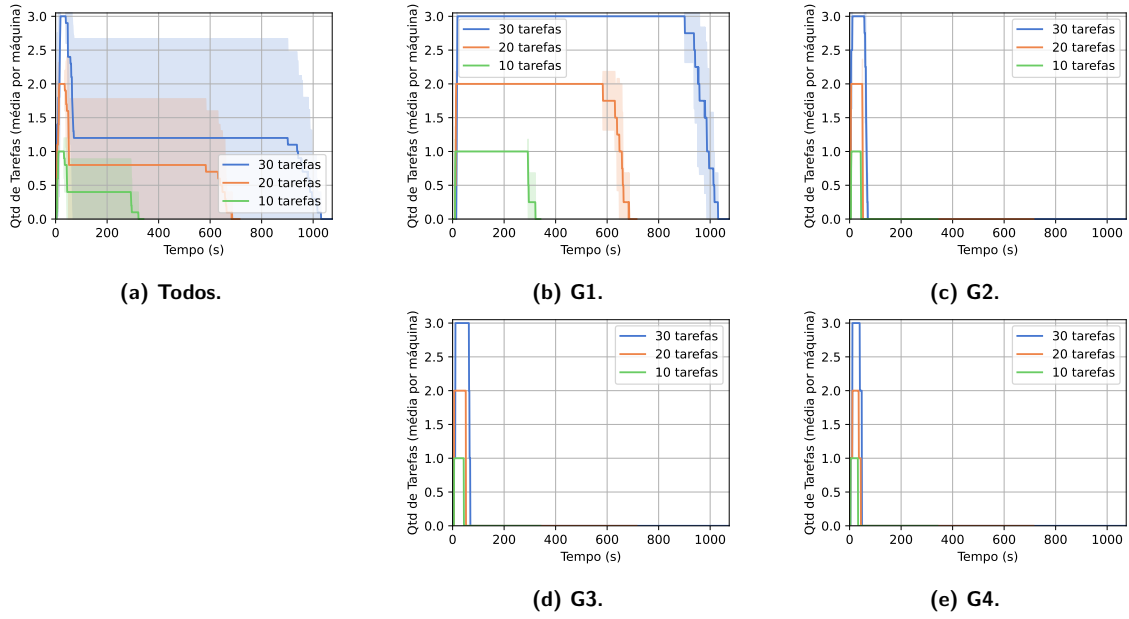 3.0
2.5
2.0
1.5
1.0
0.5
0.0
Qtd de Tarefas (média por máquina)
30 tarefas
20 tarefas
10 tarefas
0 200 400 600 800 1000
Tempo (s)
(a) Todos.
3.0
2.5
2.0
1.5
1.0
0.5
0.0
Qtd de Tarefas (média por máquina)
30 tarefas
20 tarefas
10 tarefas
0 200 400 600 800 1000
Tempo (s)
(b) G1.
3.0
2.5
2.0
1.5
1.0
0.5
0.0
Qtd de Tarefas (média por máquina)
30 tarefas
20 tarefas
10 tarefas
0 200 400 600 800 1000
Tempo (s)
(c) G2.
3.0
2.5
2.0
1.5
1.0
0.5
0.0
Qtd de Tarefas (média por máquina)
30 tarefas
20 tarefas
10 tarefas
0 200 400 600 800 1000
Tempo (s)
(d) G3.
3.0
2.5
2.0
1.5
1.0
0.5
0.0
Qtd de Tarefas (média por máquina)
30 tarefas
20 tarefas
10 tarefas
0 200 400 600 800 1000
Tempo (s)
(e) G4.